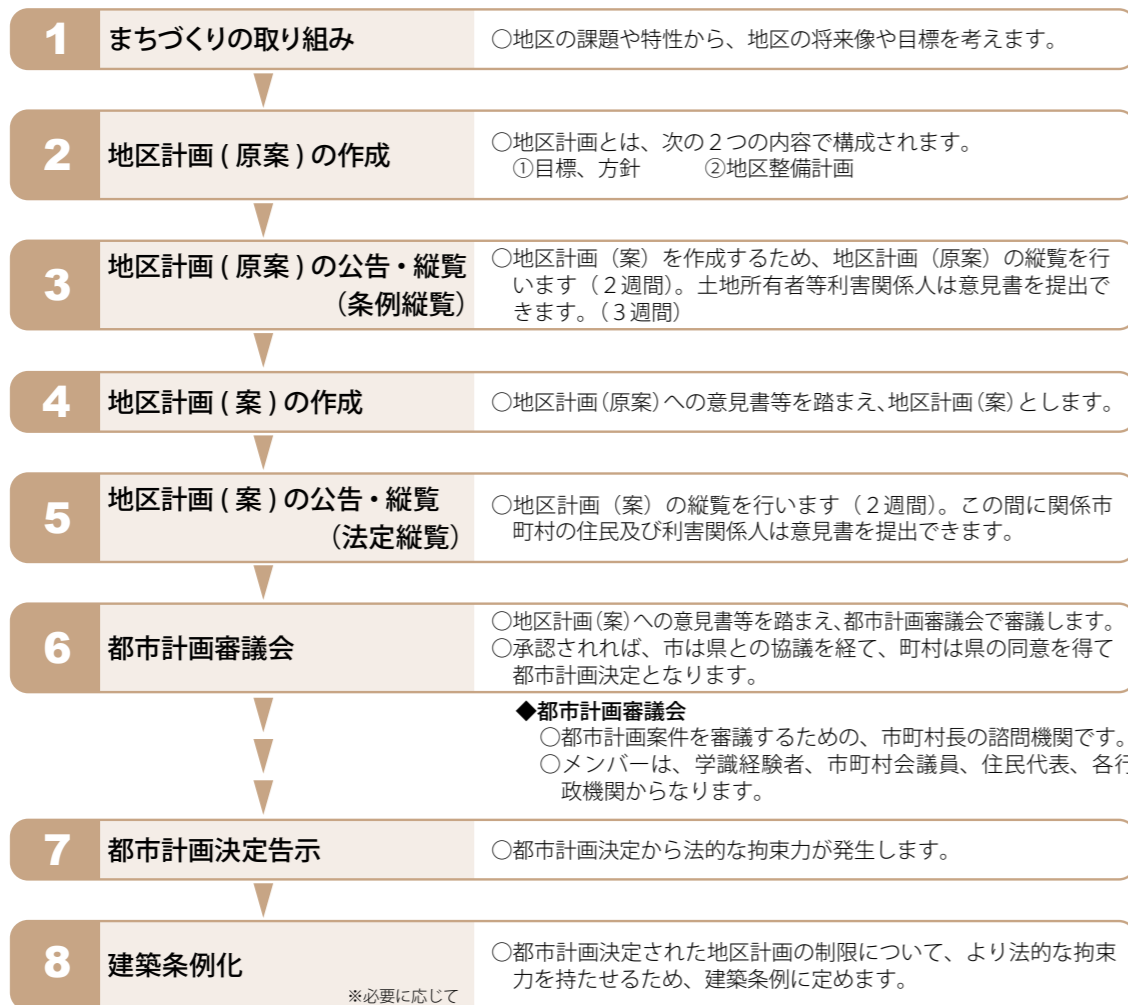 1 まちづくりの取り組み
○地区の課題や特性から、地区の将来像や目標を考えます。
2 地区計画(原案)の作成
○地区計画とは、次の2つの内容で構成されます。
①目標、方針 ②地区整備計画
3 地区計画(原案)の公告・縦覧
(条例縦覧)
○地区計画(案)を作成するため、地区計画(原案)の縦覧を行
います(2週間)。土地所有者等利害関係人は意見書を提出で
きます。(3週間)
4 地区計画(案)の作成
○地区計画(原案)への意見書等を踏まえ、地区計画(案)とします。
5 地区計画(案)の公告・縦覧
(法定縦覧)
○地区計画(案)の縦覧を行います(2週間)。この間に関係市
町村の住民及び利害関係人は意見書を提出できます。
6 都市計画審議会
○地区計画(案)への意見書等を踏まえ、都市計画審議会で審議します。
○承認されれば、市は県との協議を経て、町村は県の同意を得て
都市計画決定となります。
◆都市計画審議会
○都市計画案件を審議するための、市町村長の諮問機関です。
○メンバーは、学識経験者、市町村会議員、住民代表、各行
政機関からなります。
7 都市計画決定告示
○都市計画決定から法的な拘束力が発生します。
8 建築条例化
※必要に応じて
○都市計画決定された地区計画の制限について、より法的な拘束
力を持たせるため、建築条例に定めます。